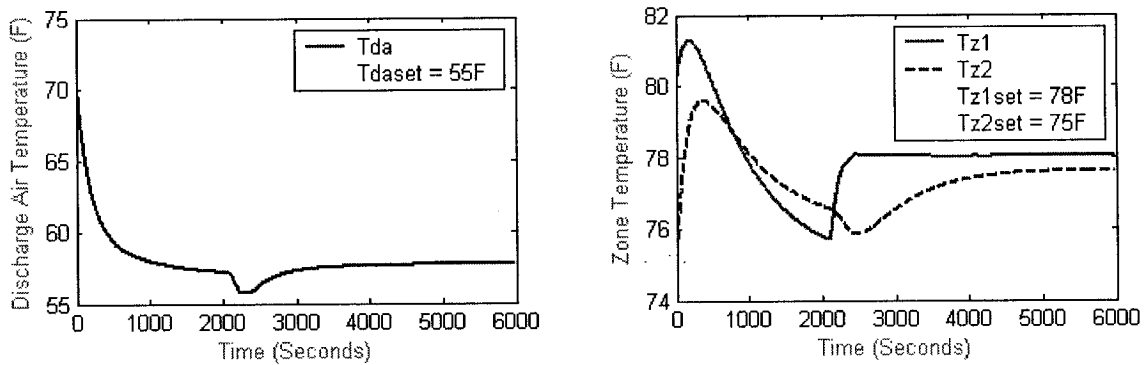 75
70
65
60
55
Discharge Air Temperature (F)
Tda
Tdaset = 55F
0 1000 2000 3000 4000 5000 6000
Time (Seconds)
82
80
78
76
74
Zone Temperature (F)
Tz1
Tz2
Tz1set = 78F
Tz2set = 75F
0 1000 2000 3000 4000 5000 6000
Time (Seconds)